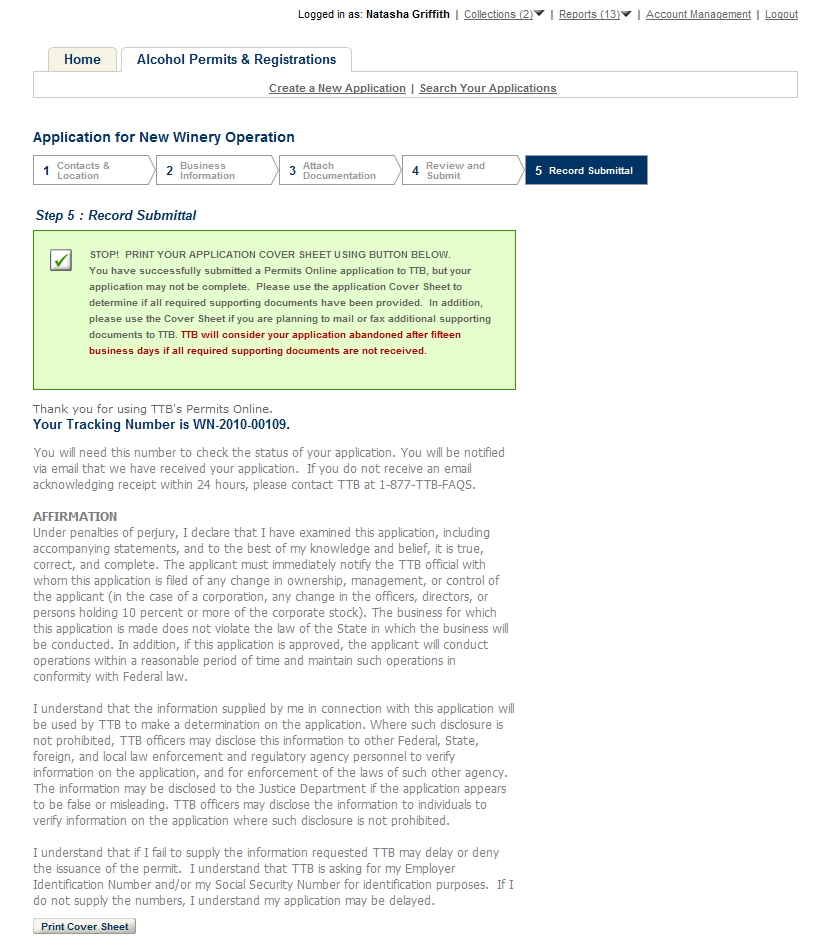 Logged in as: Natasha Griffith | Collections (2) | Reports (13) | Account Management | Logout
Home Alcohol Permits & Registrations
Create a New Application | Search Your Applications
Application for New Winery Operation
1 Contacts & Location 2 Business Information 3 Attach Documentation 4 Review and Submit 5 Record Submittal
Step 5 : Record Submittal
STOP!  PRINT YOUR APPLICATION COVER SHEET USING BUTTON BELOW.
You have successfully submitted a Permits Online application to TTB, but your
application may not be complete.  Please use the application Cover Sheet to
determine if all required supporting documents have been provided.  In addition,
please use the Cover Sheet if you are planning to mail or fax additional supporting
documents to TTB. TTB will consider your application abandoned after fifteen
business days if all required supporting documents are not received.
Thank you for using TTB's Permits Online.
Your Tracking Number is WN-2010-00109.
You will need this number to check the status of your application. You will be notified
via email that we have received your application.  If you do not receive an email
acknowledging receipt within 24 hours, please contact TTB at 1-877-TTB-FAQS.
AFFIRMATION
Under penalties of perjury, I declare that I have examined this application, including
accompanying statements, and to the best of my knowledge and belief, it is true,
correct, and complete. The applicant must immediately notify the TTB official with
whom this application is filed of any change in ownership, management, or control of
the applicant (in the case of a corporation, any change in the officers, directors, or
persons holding 10 percent or more of the corporate stock). The business for which
this application is made does not violate the law of the State in which the business will
be conducted. In addition, if this application is approved, the applicant will conduct
operations within a reasonable period of time and maintain such operations in
conformity with Federal law.
I understand that the information supplied by me in connection with this application will
be used by TTB to make a determination on the application. Where such disclosure is
not prohibited, TTB officers may disclose this information to other Federal, State,
foreign, and local law enforcement and regulatory agency personnel to verify
information on the application, and for enforcement of the laws of such other agency.
The information may be disclosed to the Justice Department if the application appears
to be false or misleading. TTB officers may disclose the information to individuals to
verify information on the application where such disclosure is not prohibited.
I understand that if I fail to supply the information requested TTB may delay or deny
the issuance of the permit.  I understand that TTB is asking for my Employer
Identification Number and/or my Social Security Number for identification purposes.  If I
do not supply the numbers, I understand my application may be delayed.
Print Cover Sheet